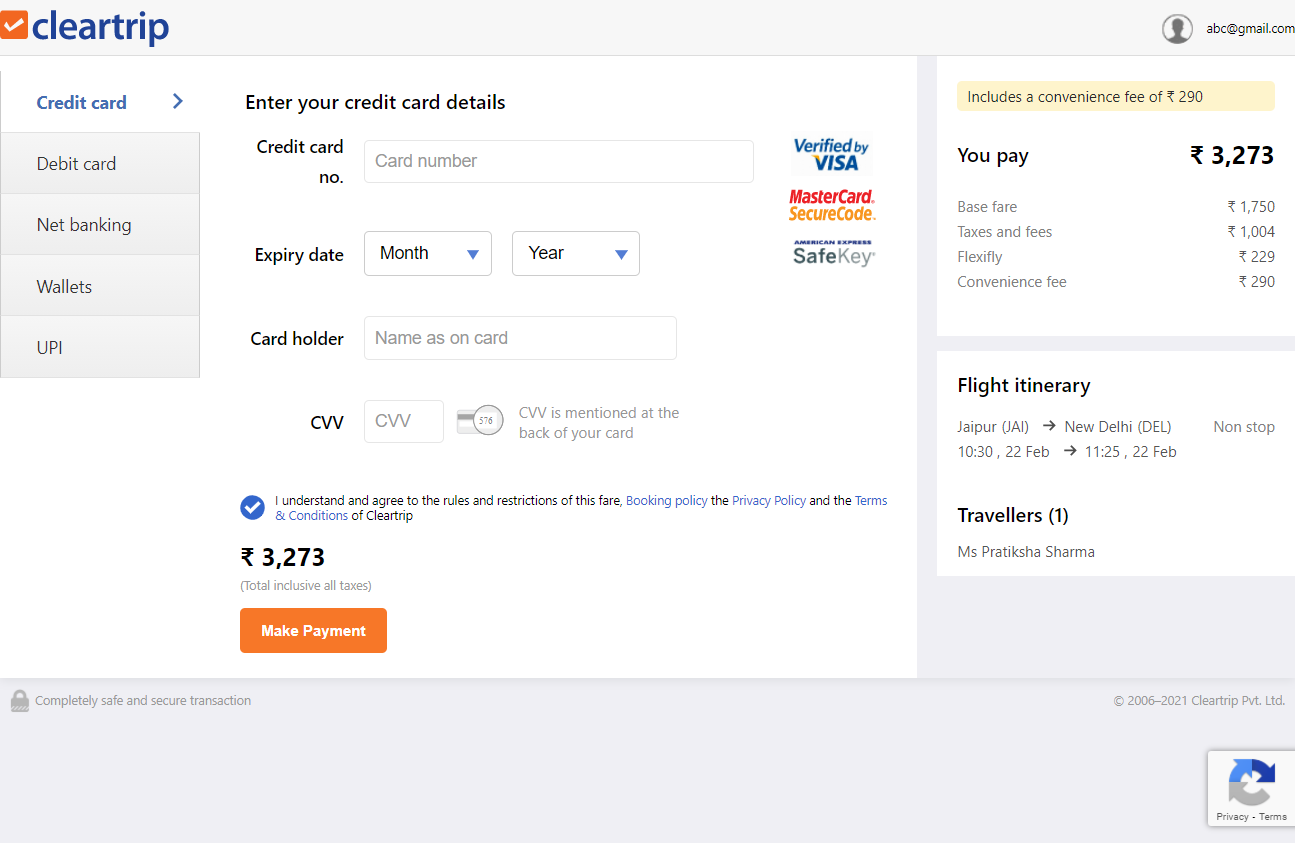 cleartrip
abc@gmail.com
Credit card
Debit card
Net banking
Wallets
UPI
Enter your credit card details
Credit card
no.
Card number
Verified by
VISA
MasterCard.
SecureCode.
AMERICAN EXPRESS
SafeKey
Expiry date
Month
Year
Card holder
Name as on card
CVV
CVV
576
CVV is mentioned at the
back of your card
I understand and agree to the rules and restrictions of this fare, Booking policy the Privacy Policy and the Terms
& Conditions of Cleartrip
₹ 3,273
(Total inclusive all taxes)
Make Payment
Includes a convenience fee of ₹ 290
You pay ₹ 3,273
Base fare ₹ 1,750
Taxes and fees ₹ 1,004
Flexifly ₹ 229
Convenience fee ₹ 290
Flight itinerary
Jaipur (JAI) → New Delhi (DEL) Non stop
10:30 , 22 Feb → 11:25 , 22 Feb
Travellers (1)
Ms Pratiksha Sharma
Completely safe and secure transaction
© 2006–2021 Cleartrip Pvt. Ltd.
Privacy - Terms